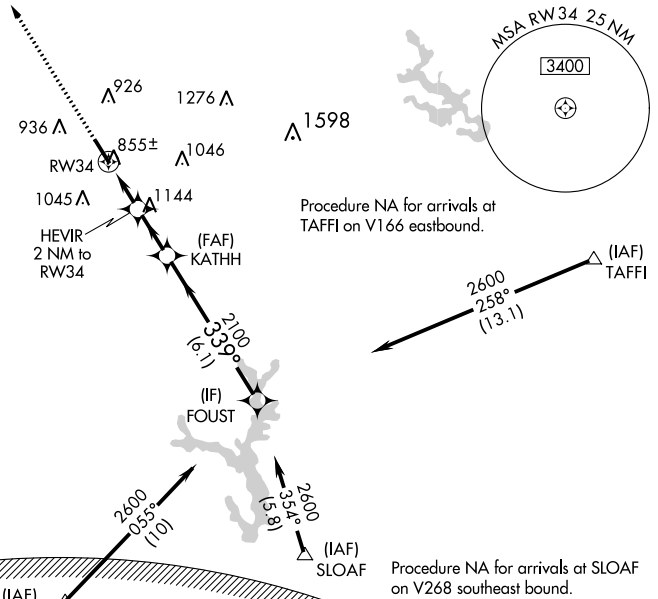 MSA RW34 25 NM
3400
926
1276
1598
936
855±
1046
RW34
1045
1144
HEVIR
2 NM to
RW34
(FAF)
KATHH
Procedure NA for arrivals at
TAFFI on V166 eastbound.
(IAF)
TAFFI
2600
258°
(13.1)
2100
339°
(6.1)
(IF)
FOUST
2600
055°
(10)
2600
354°
(5.8)
(IAF)
SLOAF
Procedure NA for arrivals at SLOAF
on V268 southeast bound.
(IAF)